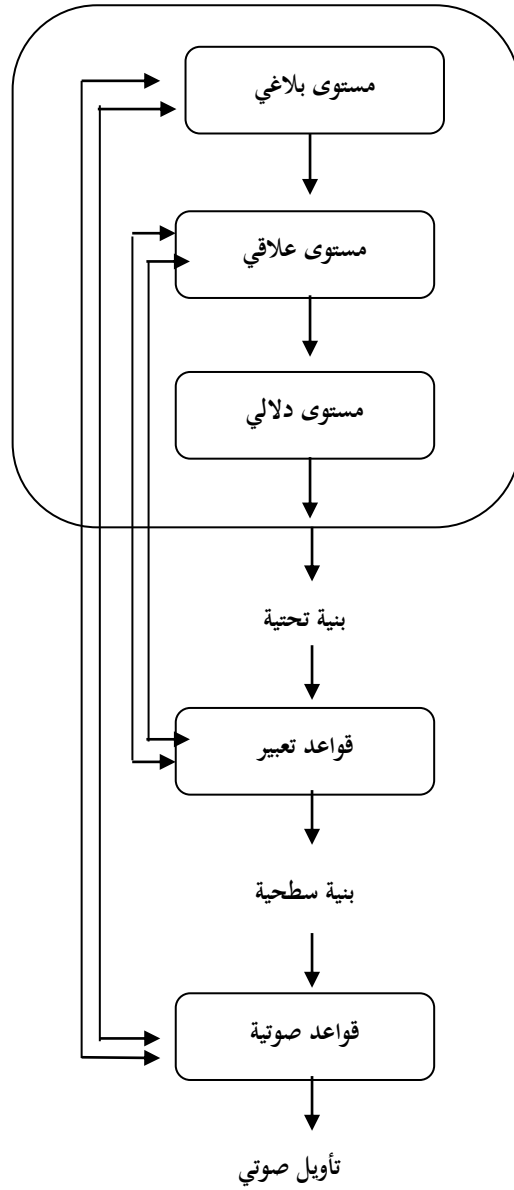 مستوى بلاغي
مستوى علاقي
مستوى دلالي
بنية تحتية
قواعد تعبير
بنية سطحية
قواعد صوتية
تأويل صوتي